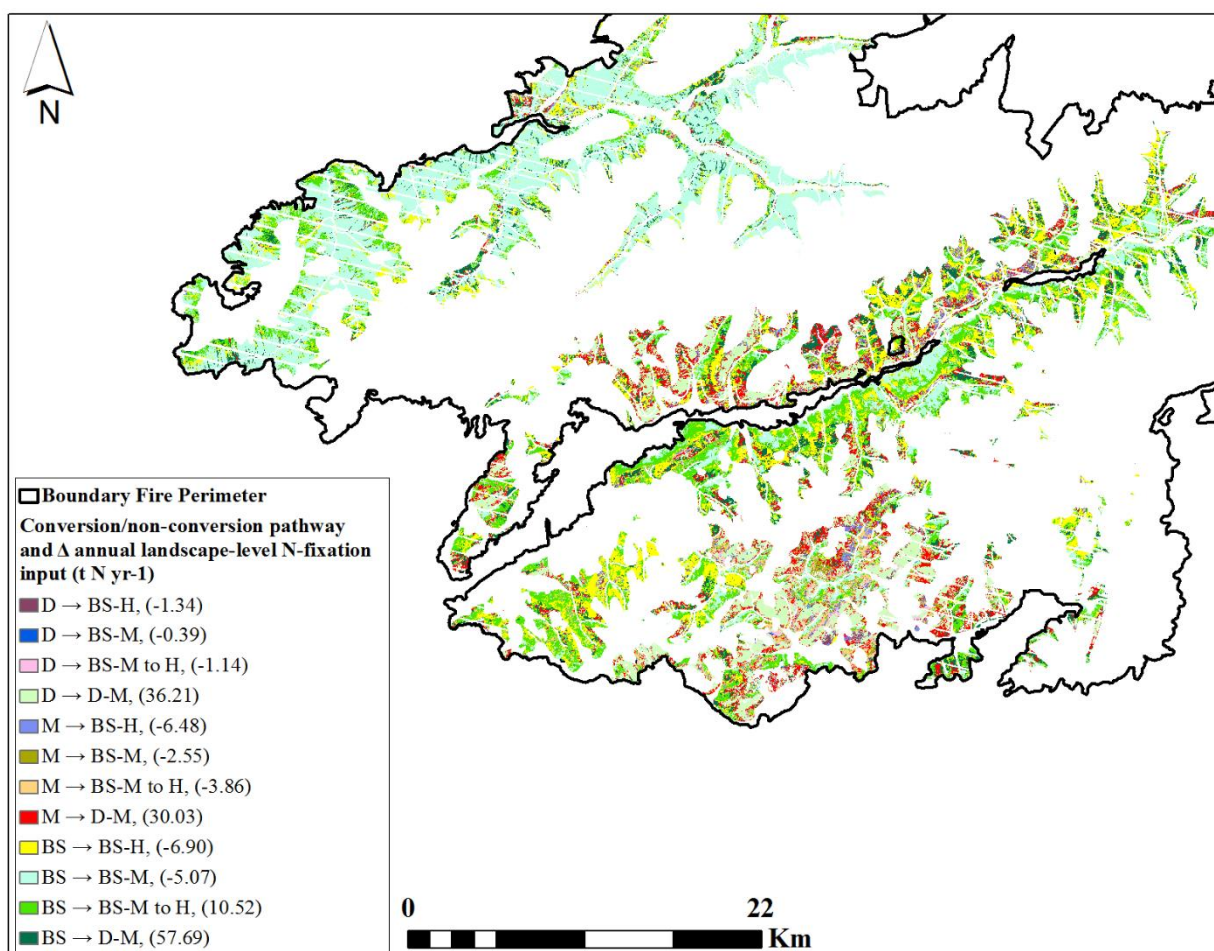 N
Boundary Fire Perimeter
Conversion/non-conversion pathway
and Δ annual landscape-level N-fixation
input (t N yr-1)
D → BS-H, (-1.34)
D → BS-M, (-0.39)
D → BS-M to H, (-1.14)
D → D-M, (36.21)
M → BS-H, (-6.48)
M → BS-M, (-2.55)
M → BS-M to H, (-3.86)
M → D-M, (30.03)
BS → BS-H, (-6.90)
BS → BS-M, (-5.07)
BS → BS-M to H, (10.52)
BS → D-M, (57.69)
0 22
Km